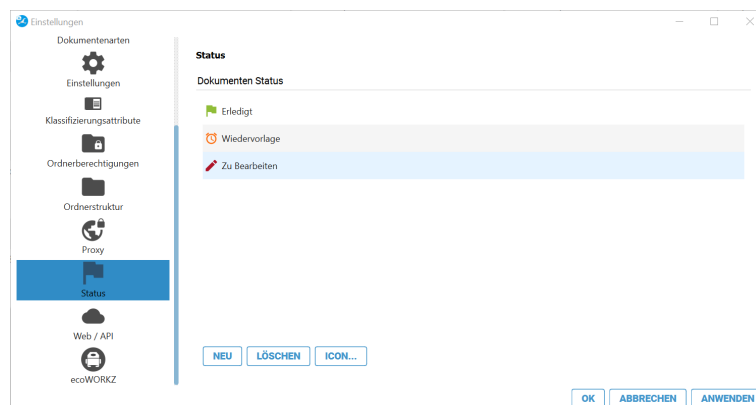 Einstellungen
Dokumentenarten
Einstellungen
Klassifizierungsattribute
Ordnerberechtigungen
Ordnerstruktur
Proxy
Status
Web / API
ecoWORKZ
Status
Dokumenten Status
Erledigt
Wiedervorlage
Zu Bearbeiten
NEU LÖSCHEN ICON...
OK ABBRECHEN ANWENDEN